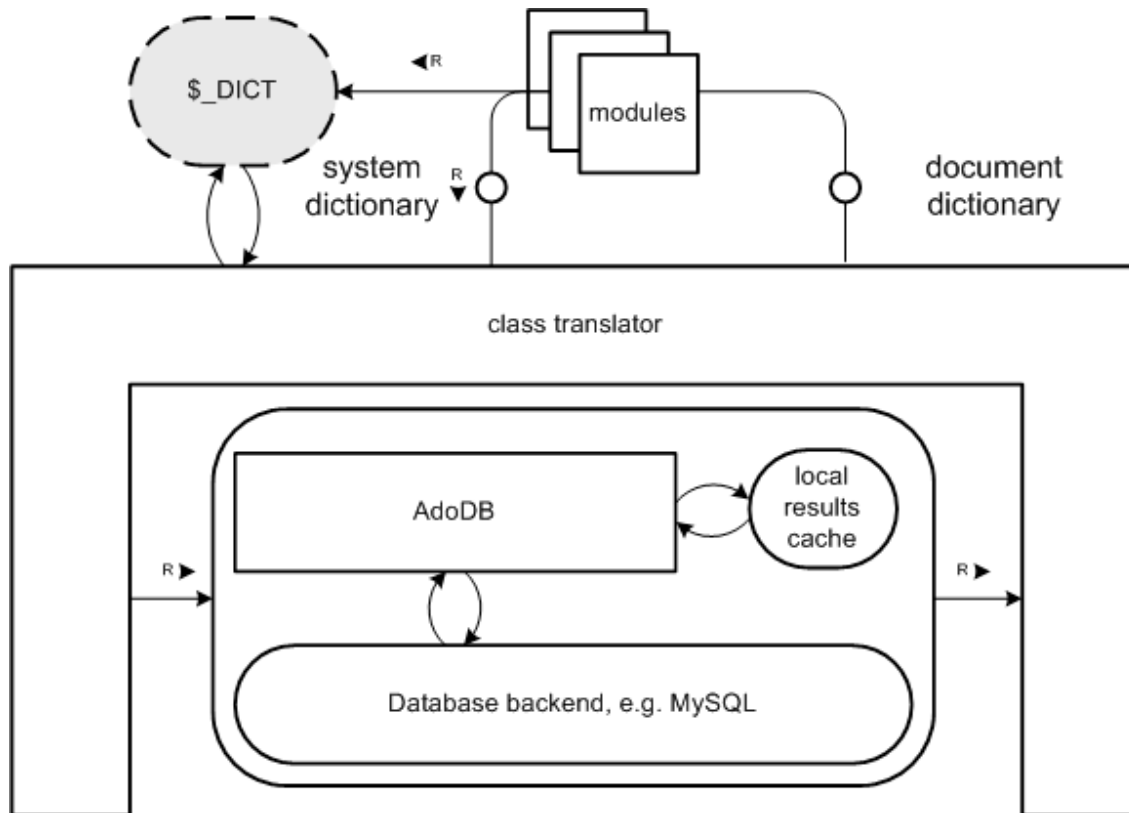 R
$_DICT
modules
system
dictionary
R
document
dictionary
class translator
AdoDB
local
results
cache
R
R
Database backend, e.g. MySQL